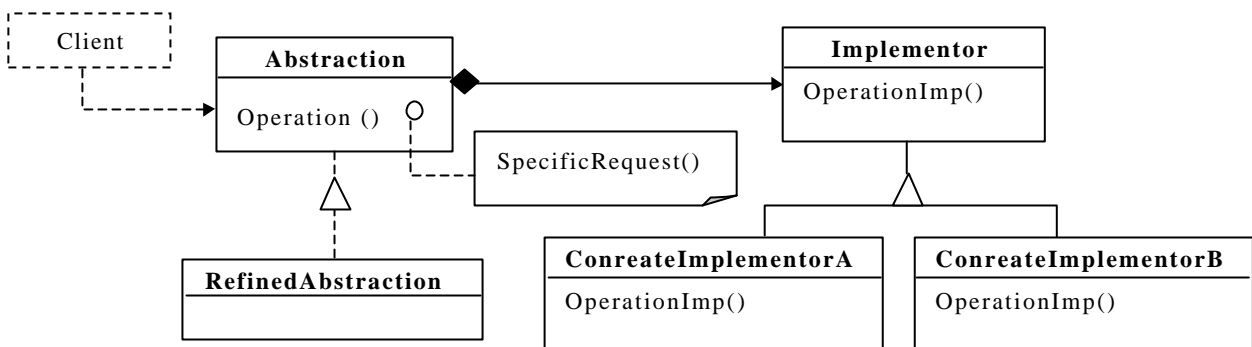 Client
Abstraction
Operation ()
Implementor
OperationImp()
SpecificRequest()
RefinedAbstraction
ConreateImplementorA
OperationImp()
ConreateImplementorB
OperationImp()